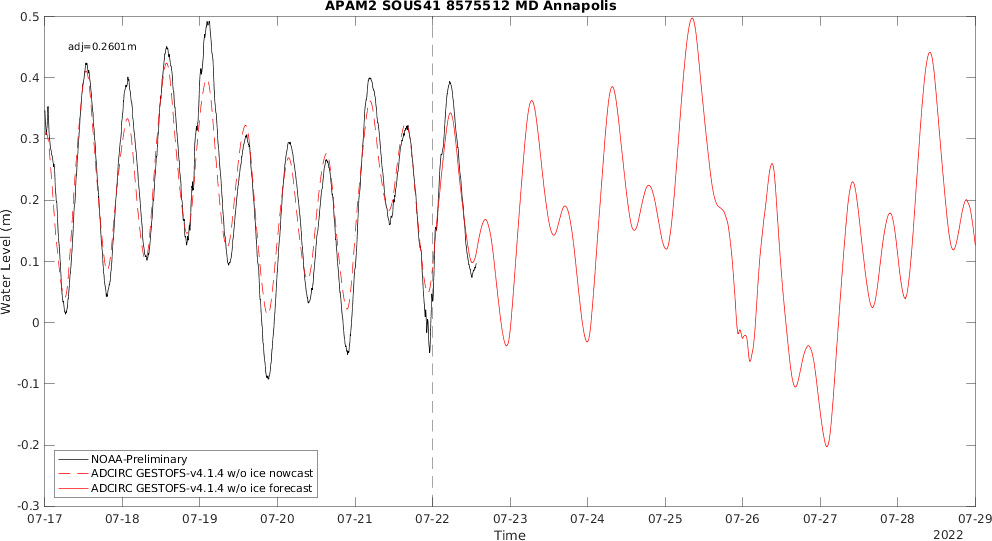 APAM2 SOUS41 8575512 MD Annapolis
adj=0.2601m
0.5
0.4
0.3
0.2
0.1
0
-0.1
-0.2
-0.3
Water Level (m)
NOAA-Preliminary
ADCIRC GESTOFS-v4.1.4 w/o ice nowcast
ADCIRC GESTOFS-v4.1.4 w/o ice forecast
07-17 07-18 07-19 07-20 07-21 07-22 07-23 07-24 07-25 07-26 07-27 07-28 07-29
Time
2022